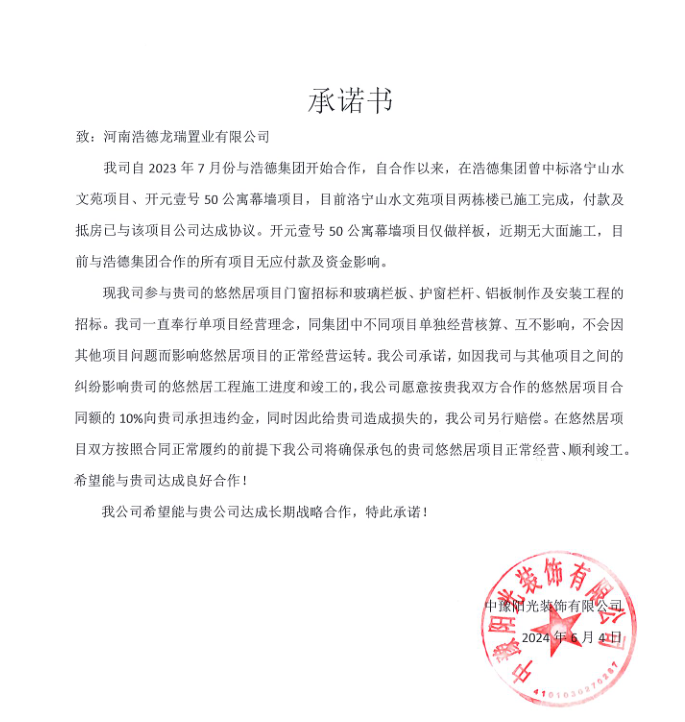 承诺书
致：河南浩德龙瑞置业有限公司
我司自 2023 年 7 月份与浩德集团开始合作，自合作以来，在浩德集团曾中标洛宁山水
文苑项目、开元壹号 50 公寓幕墙项目，目前洛宁山水文苑项目两栋楼已施工完成，付款及
抵房已与该项目公司达成协议。开元壹号 50 公寓幕墙项目仅做样板，近期无大面施工，目
前与浩德集团合作的所有项目无应付款及资金影响。
现我司参与贵司的悠然居项目门窗招标和玻璃栏板、护窗栏杆、铝板制作及安装工程的
招标。我司一直奉行单项目经营理念，同集团中不同项目单独经营核算、互不影响，不会因
其他项目问题而影响悠然居项目的正常经营运转。我公司承诺，如因我司与其他项目之间的
纠纷影响贵司的悠然居工程施工进度和竣工的，我公司愿意按贵我双方合作的悠然居项目合
同额的 10%向贵司承担违约金，同时因此给贵司造成损失的，我公司另行赔偿。在悠然居项
目双方按照合同正常履约的前提下我公司将确保承包的贵司悠然居项目正常经营、顺利竣工。
希望能与贵司达成良好合作！
我公司希望能与贵公司达成长期战略合作，特此承诺！
中豫阳光装饰有限公司
2024 年 6 月 4 日
中豫阳光装饰有限公司